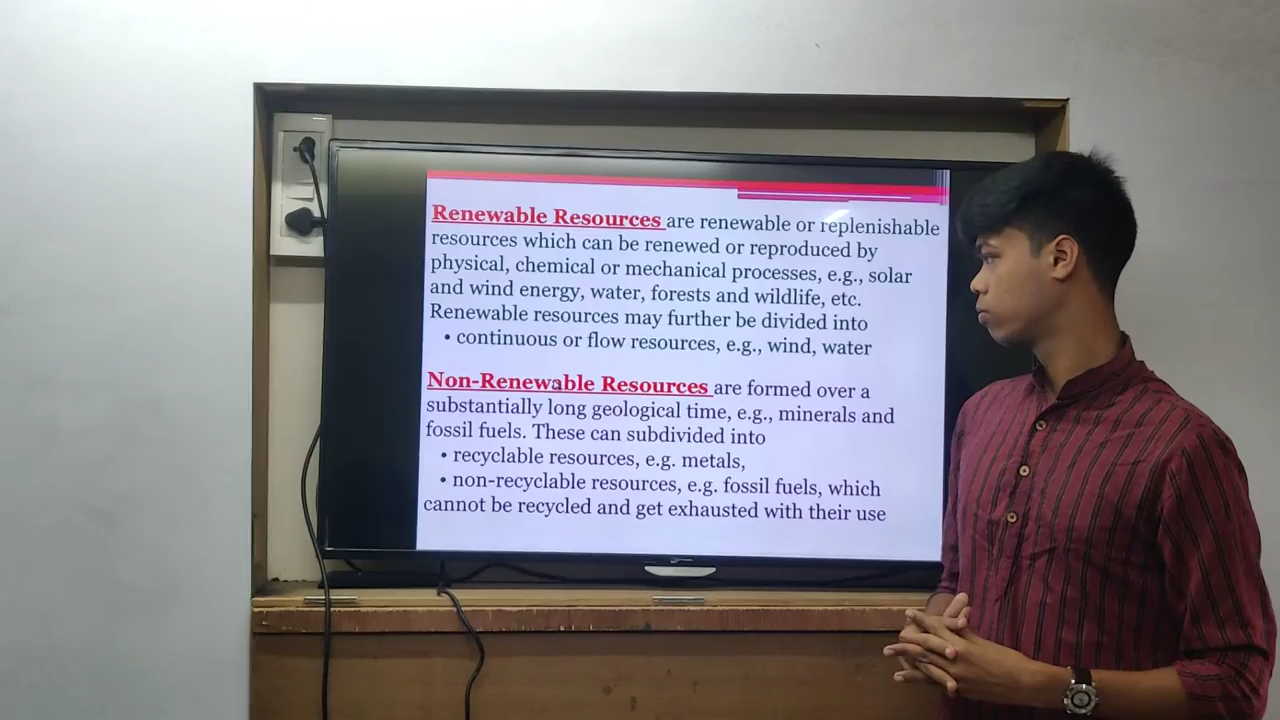 Renewable Resources are renewable or replenishable
resources which can be renewed or reproduced by
physical, chemical or mechanical processes, e.g., solar
and wind energy, water, forests and wildlife, etc.
Renewable resources may further be divided into
• continuous or flow resources, e.g., wind, water
Non-Renewable Resources are formed over a
substantially long geological time, e.g., minerals and
fossil fuels. These can subdivided into
• recyclable resources, e.g. metals,
• non-recyclable resources, e.g. fossil fuels, which
cannot be recycled and get exhausted with their use